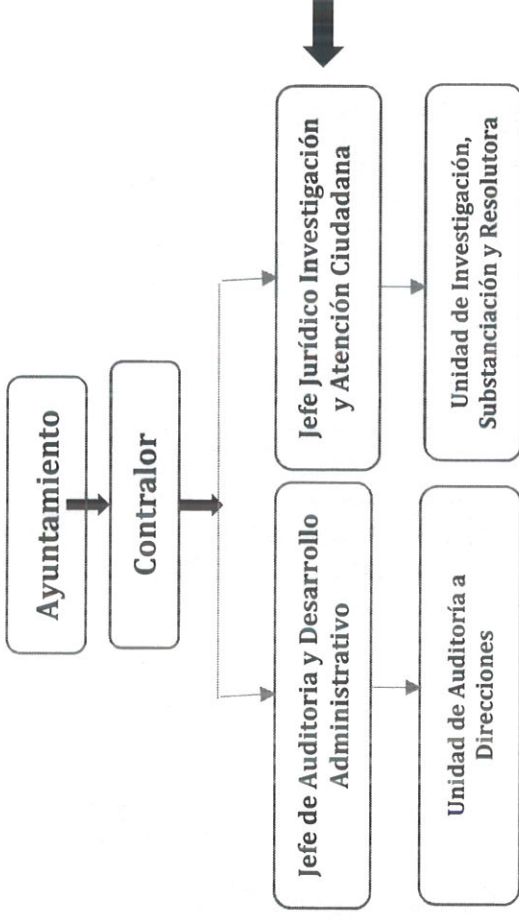 Ayuntamiento
Contralor
Jefe de Auditoria y Desarrollo
Administrativo
Jefe Jurídico Investigación
y Atención Ciudadana
Unidad de Auditoría a
Direcciones
Unidad de Investigación,
Substanciación y Resolutora